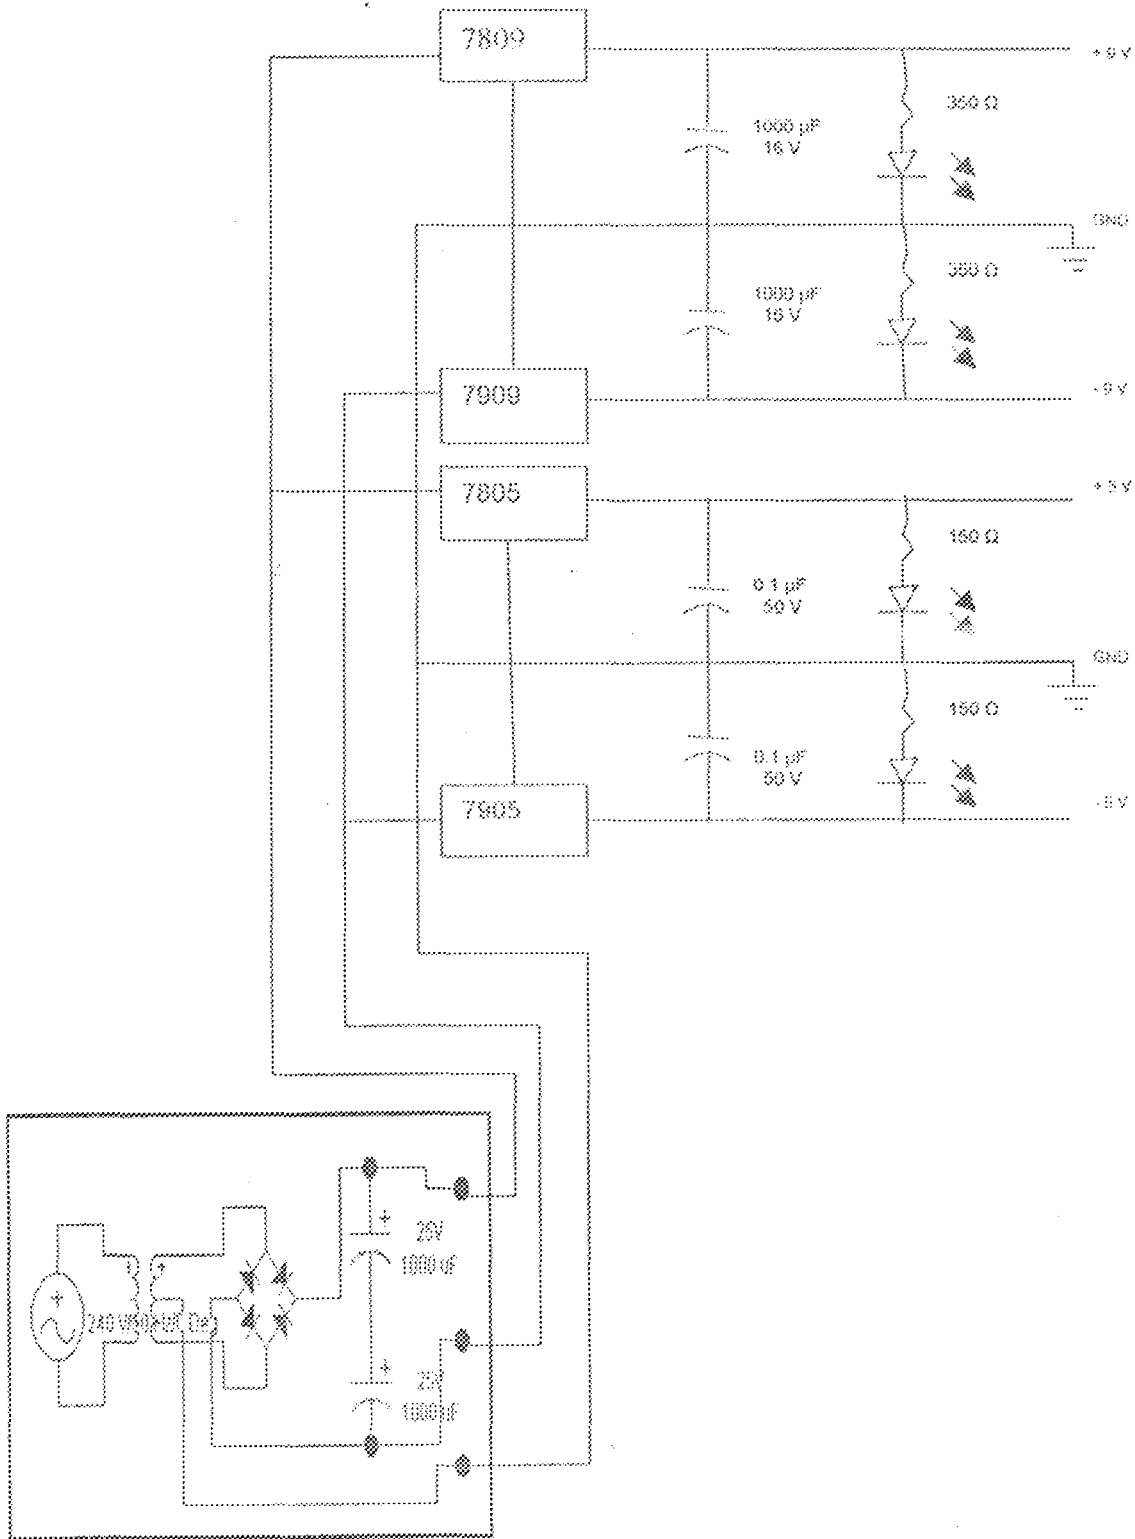 7809
+9 V
350 Ω
1000 µF
16 V
GND
350 Ω
1000 µF
16 V
7909
-9 V
7805
+5 V
150 Ω
0.1 µF
50 V
GND
150 Ω
0.1 µF
50 V
7905
-5 V
+
25V
1000 uF
+
240 V
+
25V
1000 uF